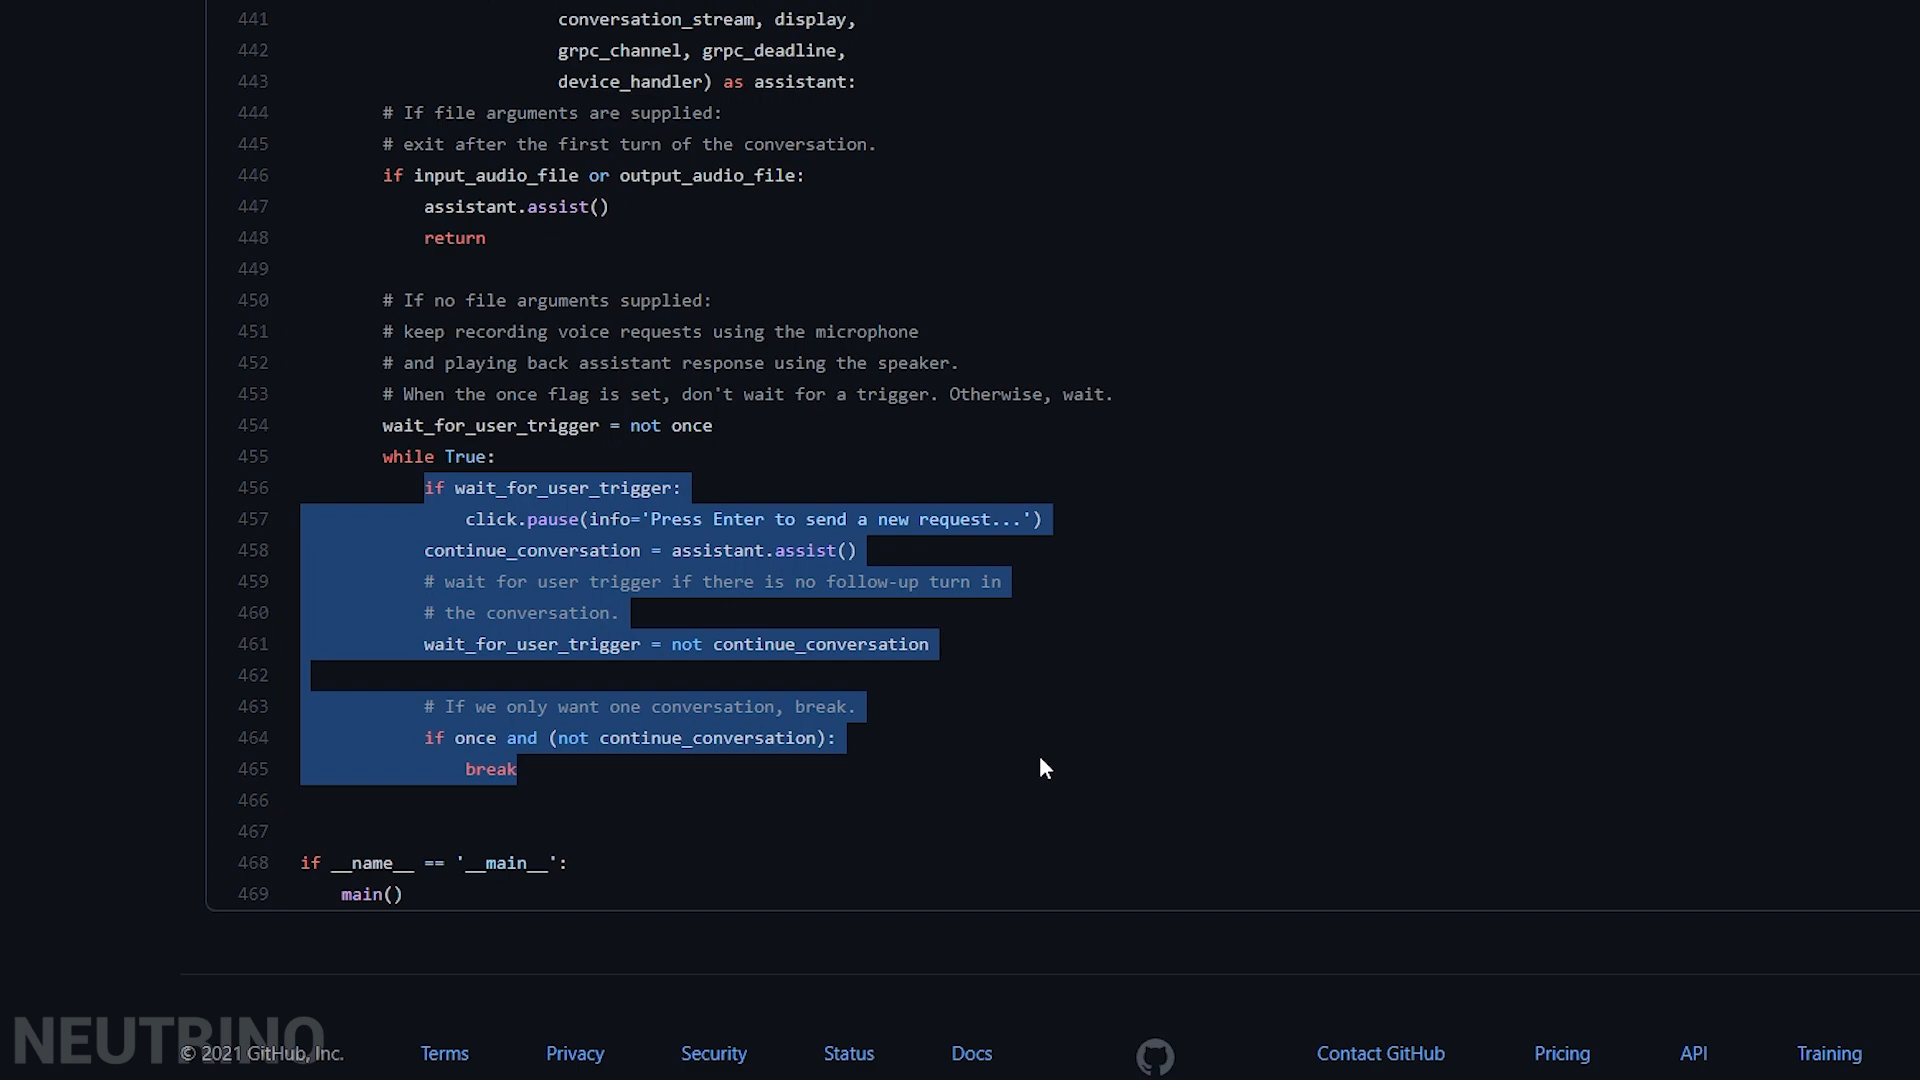 441 conversation_stream, display,
442 grpc_channel, grpc_deadline,
443 device_handler) as assistant:
444 # If file arguments are supplied:
445 # exit after the first turn of the conversation.
446 if input_audio_file or output_audio_file:
447 assistant.assist()
448 return
449
450 # If no file arguments supplied:
451 # keep recording voice requests using the microphone
452 # and playing back assistant response using the speaker.
453 # When the once flag is set, don't wait for a trigger. Otherwise, wait.
454 wait_for_user_trigger = not once
455 while True:
456 if wait_for_user_trigger:
457 click.pause(info='Press Enter to send a new request...')
458 continue_conversation = assistant.assist()
459 # wait for user trigger if there is no follow-up turn in
460 # the conversation.
461 wait_for_user_trigger = not continue_conversation
462
463 # If we only want one conversation, break.
464 if once and (not continue_conversation):
465 break
466
467
468 if __name__ == '__main__':
469 main()
NEUTRINO
© 2021 GitHub, Inc. Terms Privacy Security Status Docs Contact GitHub Pricing API Training